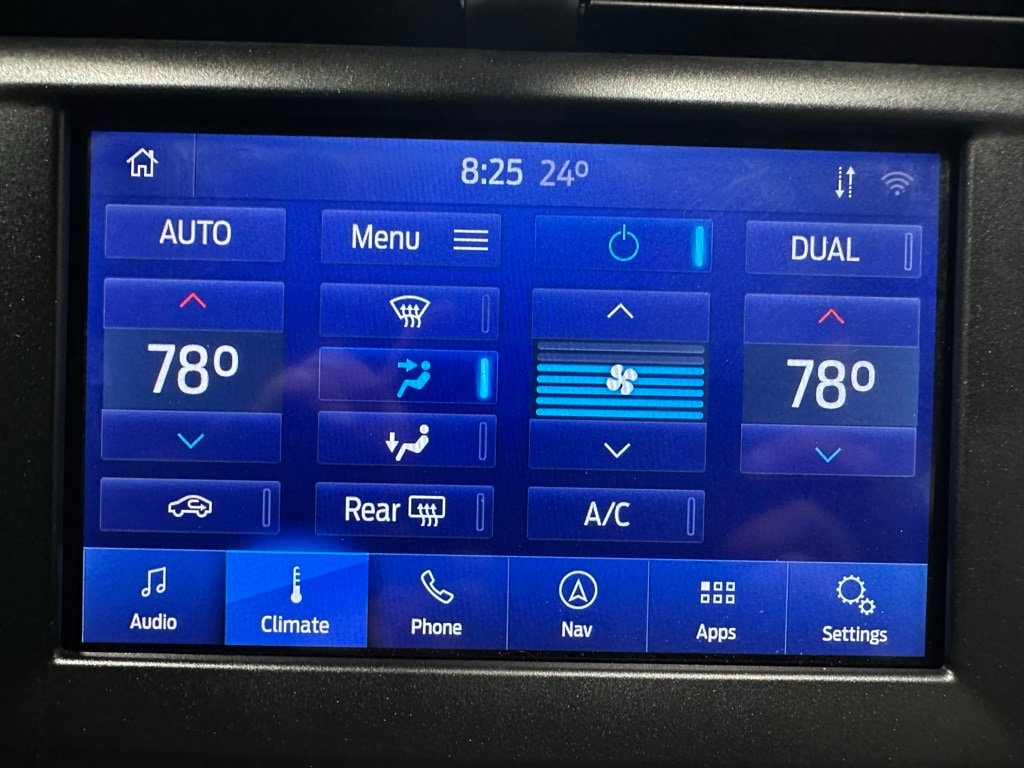 8:25 24°
AUTO
Menu
DUAL
78°
78°
Rear
A/C
Audio
Climate
Phone
Nav
Apps
Settings